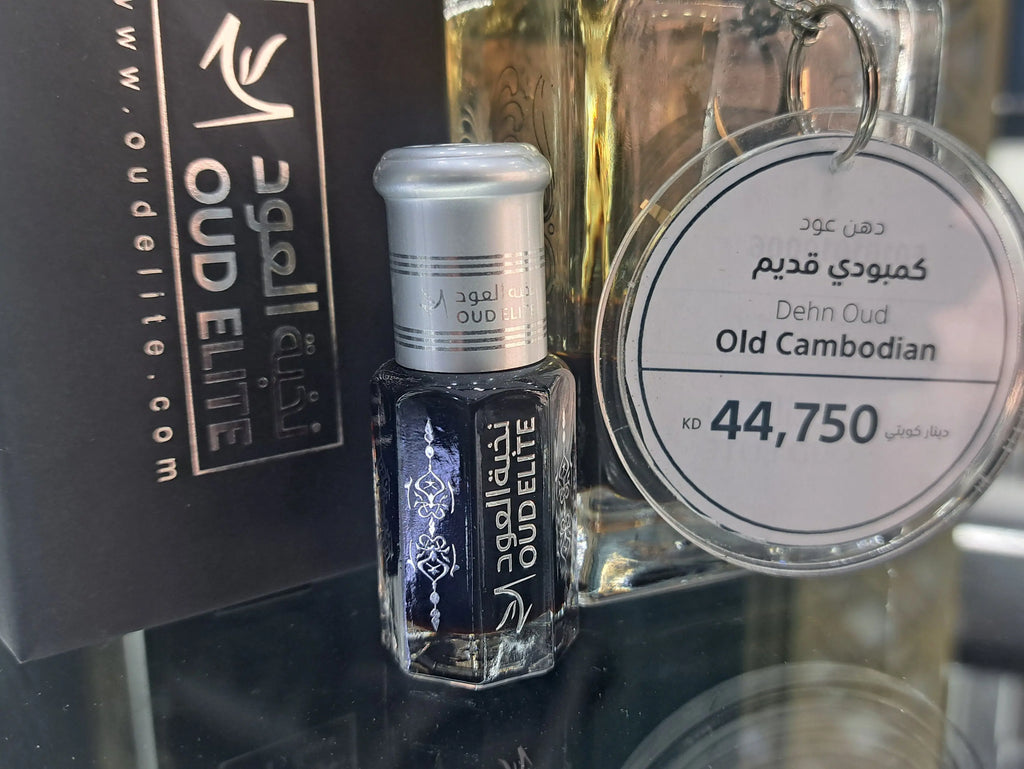 www.oudelite.com
OUD ELITE
نخبة العود
نخبة العود
OUD ELITE
نخبة العود
OUD ELITE
دهن عود
كمبودي قديم
Dehn Oud
Old Cambodian
KD 44,750 دينار كويتي